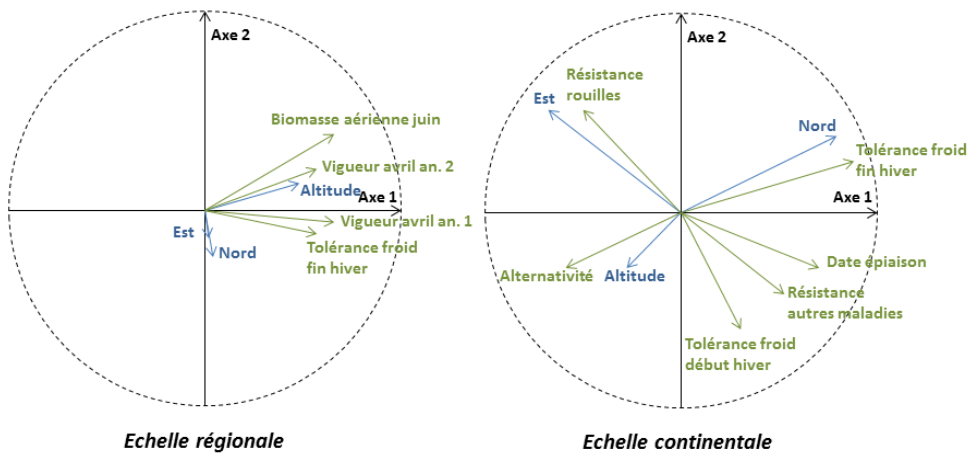 Axe 2
Biomasse aérienne juin
Vigueur avril an. 2
Altitude
Axe 1
Est
Vigueur avril an. 1
Nord
Tolérance froid
fin hiver
Echelle régionale
Axe 2
Résistance
rouilles
Est
Nord
Tolérance froid
fin hiver
Axe 1
Alternativité
Altitude
Date épiaison
Résistance
autres maladies
Tolérance froid
début hiver
Echelle continentale